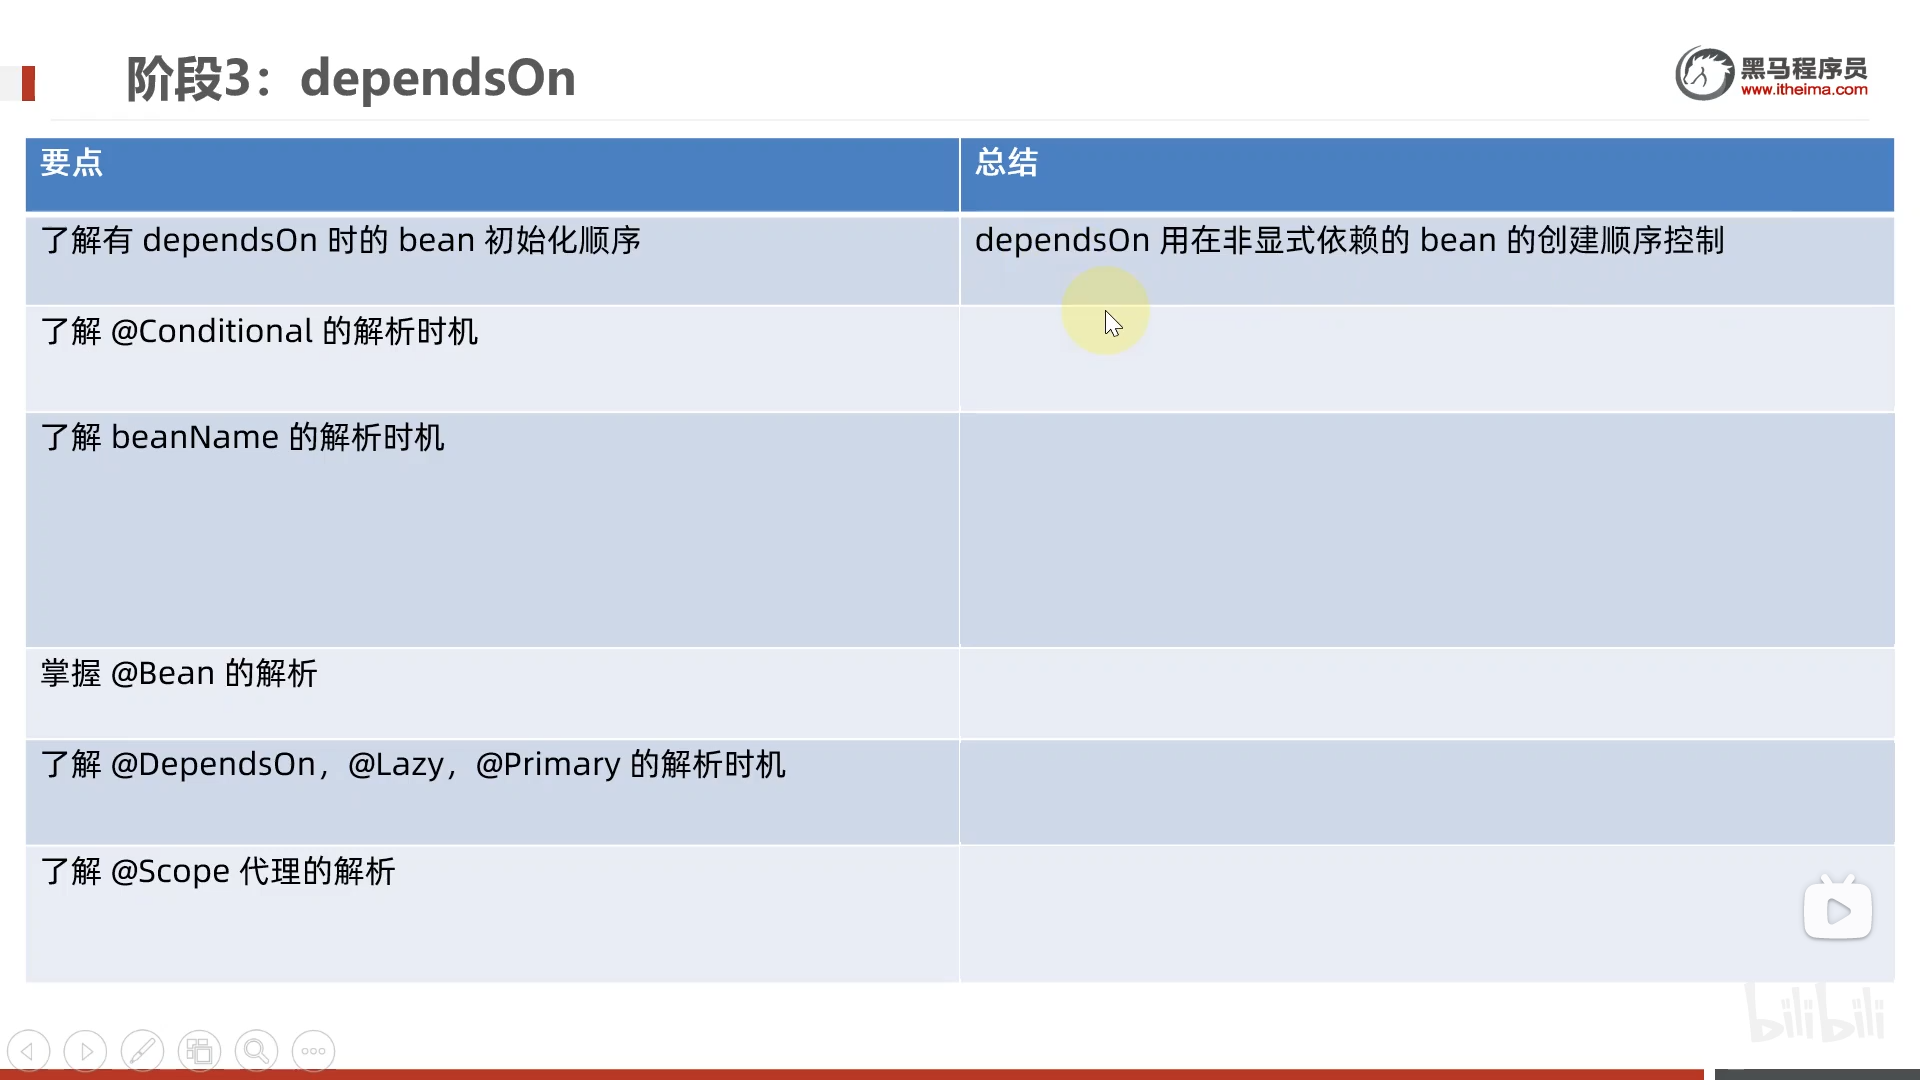 阶段3：dependsOn
黑马程序员
www.itheima.com
要点
总结
了解有 dependsOn 时的 bean 初始化顺序
dependsOn 用在非显式依赖的 bean 的创建顺序控制
了解 @Conditional 的解析时机
了解 beanName 的解析时机
掌握 @Bean 的解析
了解 @DependsOn，@Lazy，@Primary 的解析时机
了解 @Scope 代理的解析
bilibili